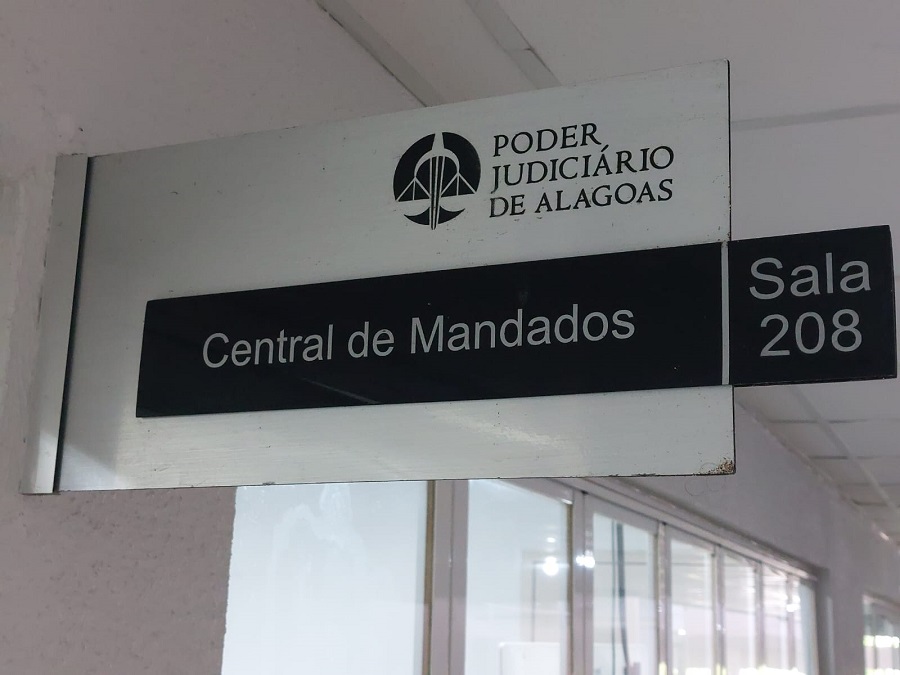 PODER
JUDICIÁRIO
DE ALAGOAS
Central de Mandados
Sala
208